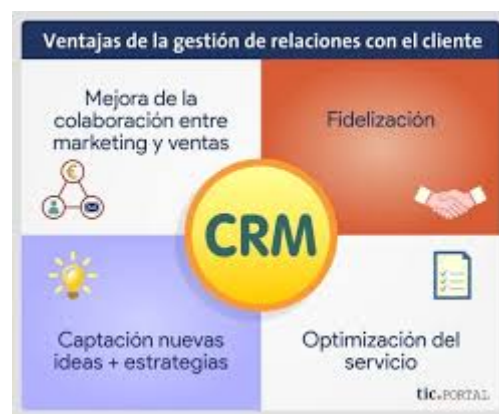 Ventajas de la gestión de relaciones con el cliente
Mejora de la
colaboración entre
marketing y ventas
Fidelización
€
CRM
Captación nuevas
ideas + estrategias
Optimización del
servicio
tic.PORTAL